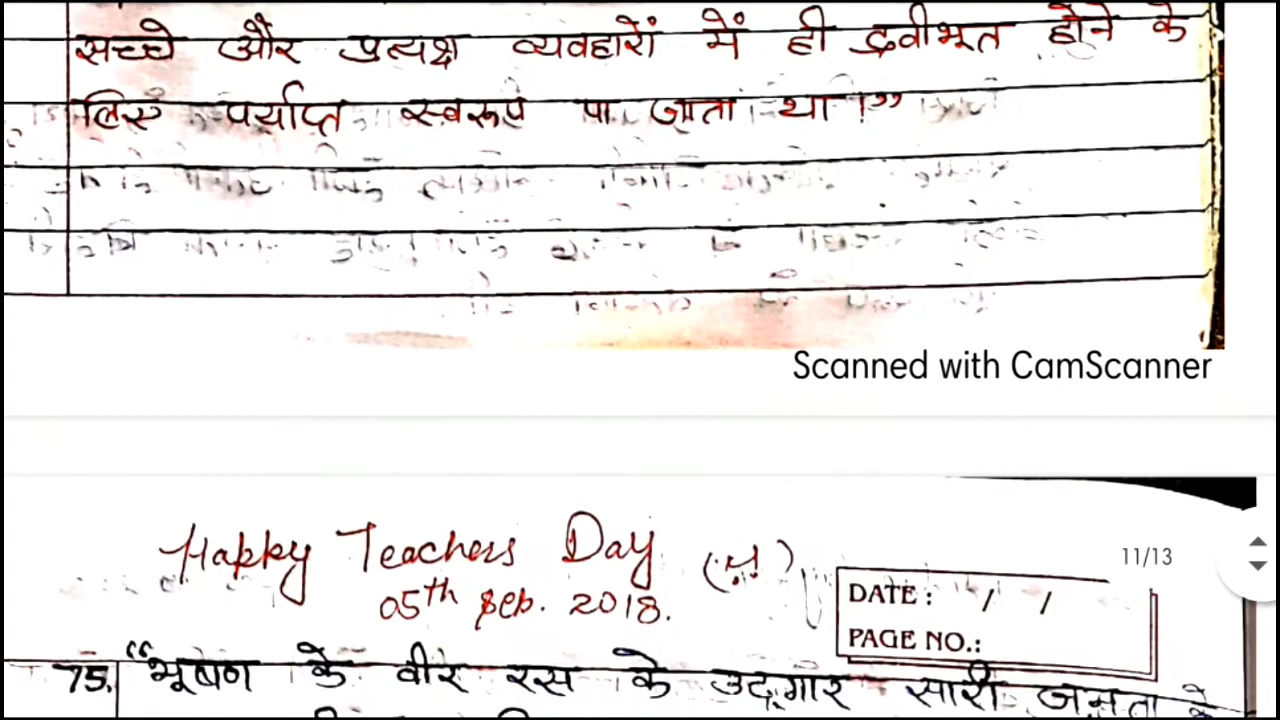 सच्चे और प्रत्यक्ष व्यवहारों में ही द्रवीभूत होने के
लिए पर्याप्त स्वरूप पा जाता था।”
Scanned with CamScanner
Happy Teachers Day
05th Sep. 2018.
11/13
DATE : / /
PAGE NO.:
75. “भूषण के वीर रस के उद्गार सारी जनता के